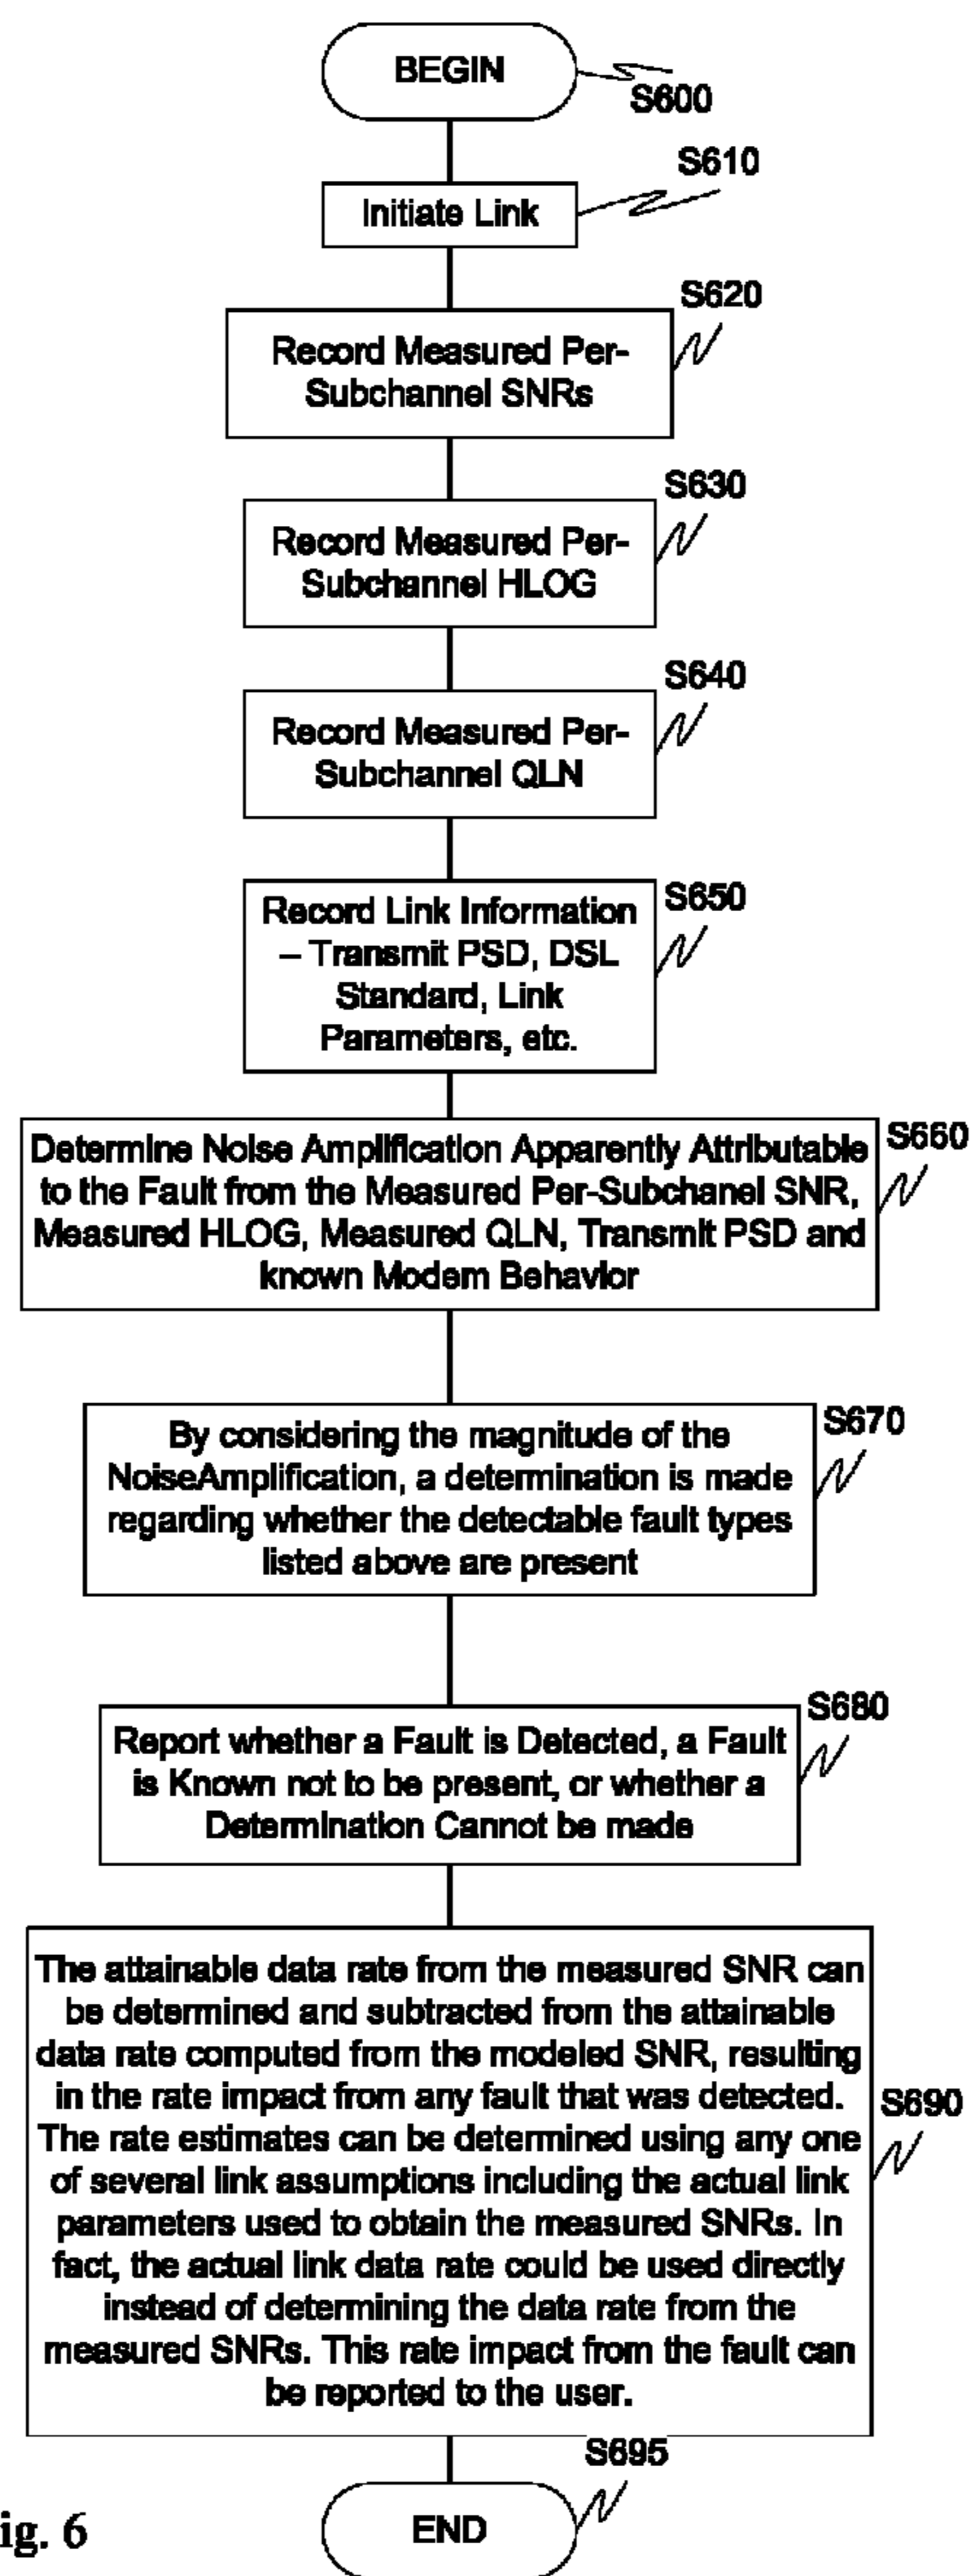 BEGIN
S600
S610
Initiate Link
S620
Record Measured Per-
Subchannel SNRs
S630
Record Measured Per-
Subchannel HLOG
S640
Record Measured Per-
Subchannel QLN
S650
Record Link Information
– Transmit PSD, DSL
Standard, Link
Parameters, etc.
S660
Determine Noise Amplification Apparently Attributable
to the Fault from the Measured Per-Subchanel SNR,
Measured HLOG, Measured QLN, Transmit PSD and
known Modem Behavior
S670
By considering the magnitude of the
NoiseAmplification, a determination is made
regarding whether the detectable fault types
listed above are present
S680
Report whether a Fault is Detected, a Fault
is Known not to be present, or whether a
Determination Cannot be made
The attainable data rate from the measured SNR can
be determined and subtracted from the attainable
data rate computed from the modeled SNR, resulting
in the rate impact from any fault that was detected.
S690
The rate estimates can be determined using any one
of several link assumptions including the actual link
parameters used to obtain the measured SNRs. In
fact, the actual link data rate could be used directly
instead of determining the data rate from the
measured SNRs. This rate impact from the fault can
be reported to the user.
S695
END
ig. 6